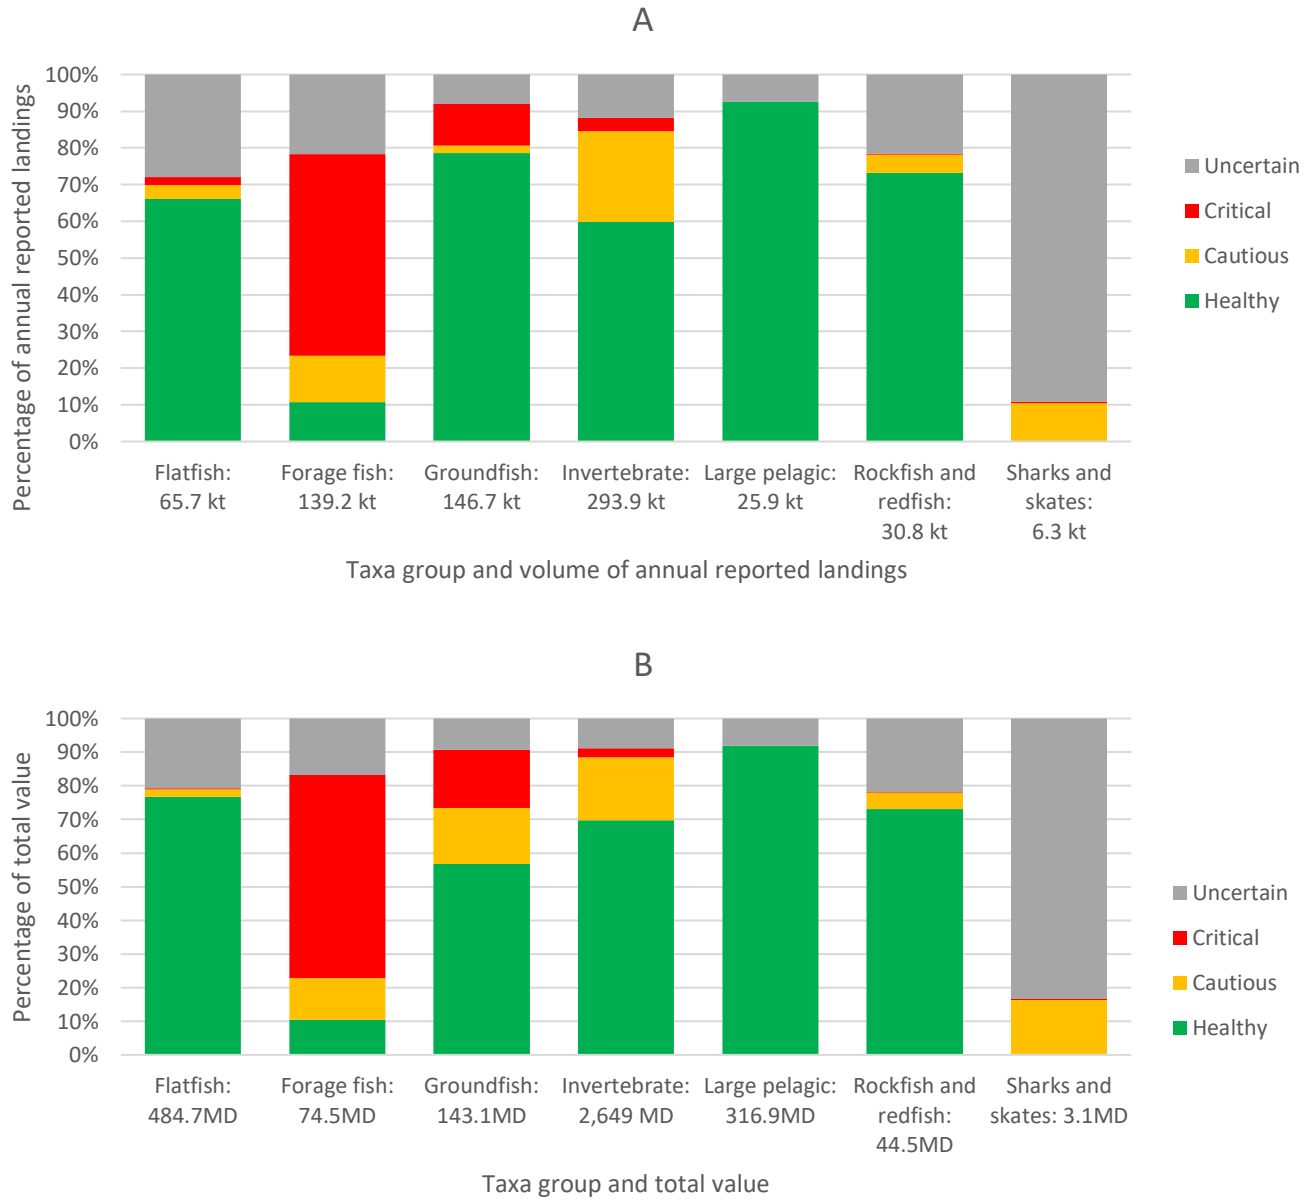 A
Percentage of annual reported landings
100%
90%
80%
70%
60%
50%
40%
30%
20%
10%
0%
Uncertain
Critical
Cautious
Healthy
Flatfish: Forage fish: Groundfish: Invertebrate: Large pelagic: Rockfish and Sharks and
65.7 kt 139.2 kt 146.7 kt 293.9 kt 25.9 kt redfish: skates:
30.8 kt 6.3 kt
Taxa group and volume of annual reported landings
B
Percentage of total value
100%
90%
80%
70%
60%
50%
40%
30%
20%
10%
0%
Uncertain
Critical
Cautious
Healthy
Flatfish: Forage fish: Groundfish: Invertebrate: Large pelagic: Rockfish and Sharks and
484.7MD 74.5MD 143.1MD 2,649 MD 316.9MD redfish: skates: 3.1MD
44.5MD
Taxa group and total value